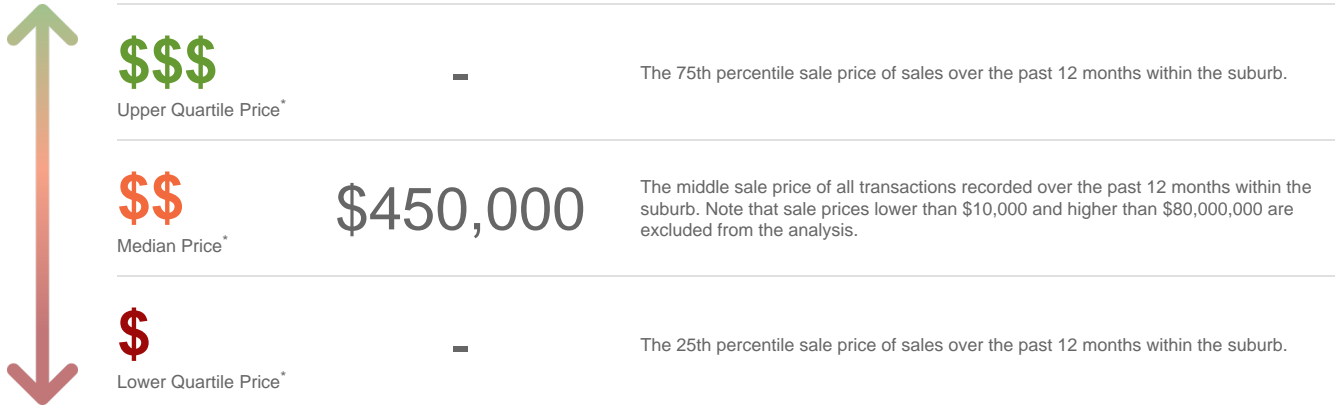 $$$
Upper Quartile Price*
-
The 75th percentile sale price of sales over the past 12 months within the suburb.
$$
Median Price*
$450,000
The middle sale price of all transactions recorded over the past 12 months within the
suburb. Note that sale prices lower than $10,000 and higher than $80,000,000 are
excluded from the analysis.
$
Lower Quartile Price*
-
The 25th percentile sale price of sales over the past 12 months within the suburb.